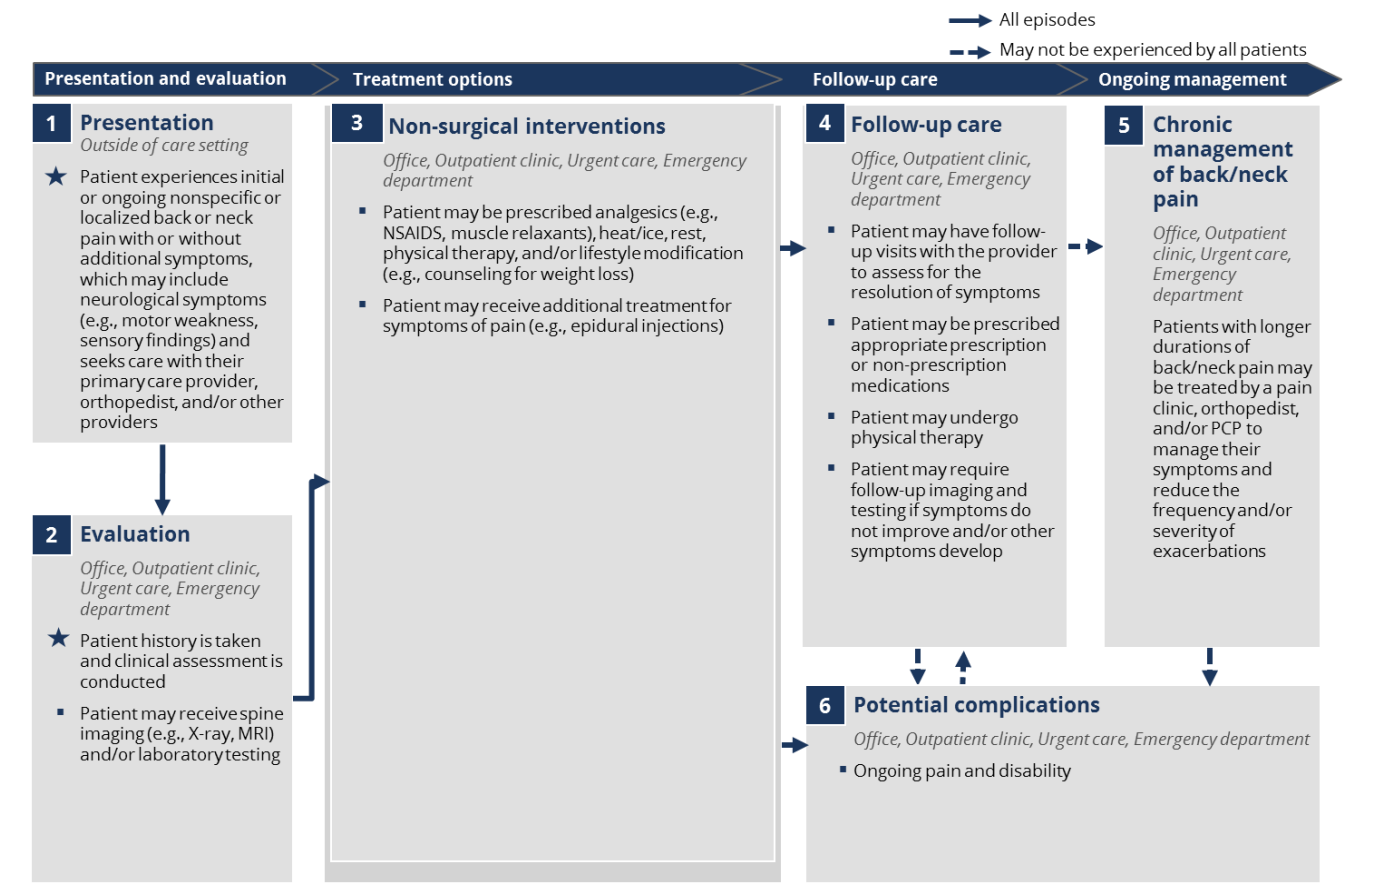 All episodes
May not be experienced by all patients
Presentation and evaluation
Treatment options
Follow-up care
Ongoing management
1
Presentation
Outside of care setting
Patient experiences initial
or ongoing nonspecific or
localized back or neck
pain with or without
additional symptoms,
which may include
neurological symptoms
(e.g., motor weakness,
sensory findings) and
seeks care with their
primary care provider,
orthopedist, and/or other
providers
2
Evaluation
Office, Outpatient clinic,
Urgent care, Emergency
department
Patient history is taken
and clinical assessment is
conducted
Patient may receive spine
imaging (e.g., X-ray, MRI)
and/or laboratory testing
3
Non-surgical interventions
Office, Outpatient clinic, Urgent care, Emergency
department
Patient may be prescribed analgesics (e.g.,
NSAIDS, muscle relaxants), heat/ice, rest,
physical therapy, and/or lifestyle modification
(e.g., counseling for weight loss)
Patient may receive additional treatment for
symptoms of pain (e.g., epidural injections)
4
Follow-up care
Office, Outpatient clinic,
Urgent care, Emergency
department
Patient may have follow-
up visits with the provider
to assess for the
resolution of symptoms
Patient may be prescribed
appropriate prescription
or non-prescription
medications
Patient may undergo
physical therapy
Patient may require
follow-up imaging and
testing if symptoms do
not improve and/or other
symptoms develop
5
Chronic
management
of back/neck
pain
Office, Outpatient
clinic, Urgent care,
Emergency
department
Patients with longer
durations of
back/neck pain may
be treated by a pain
clinic, orthopedist,
and/or PCP to
manage their
symptoms and
reduce the
frequency and/or
severity of
exacerbations
6
Potential complications
Office, Outpatient clinic, Urgent care, Emergency department
Ongoing pain and disability